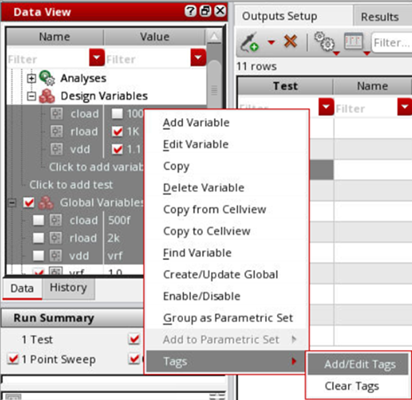 Data View
Name Value
Filter Filter
Analyses
Design Variables
cload 100
rload 1K
vdd 1.1
Click to add variab
Click to add test
Global Variables
cload 500f
rload 2k
vdd vrf
vrf 1.0
Data History
Run Summary
1 Test
1 Point Sweep
Outputs Setup Results
Filter...
11 rows
Test Name
Filter Filter
Add Variable
Edit Variable
Copy
Delete Variable
Copy from Cellview
Copy to Cellview
Find Variable
Create/Update Global
Enable/Disable
Group as Parametric Set
Add to Parametric Set
Tags
Add/Edit Tags
Clear Tags